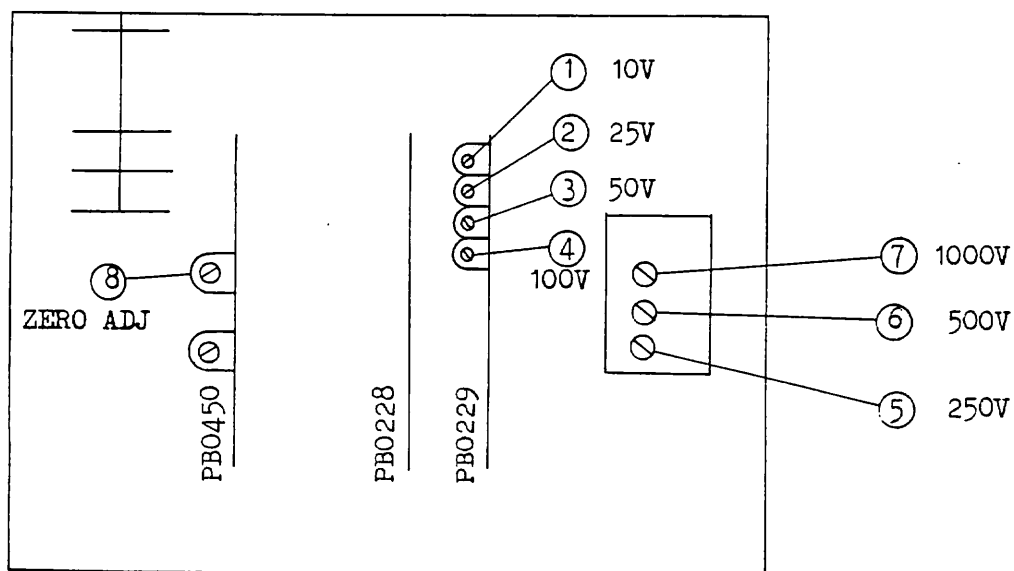 ① 10V
② 25V
③ 50V
④
100V
⑦ 1000V
⑥ 500V
⑤ 250V
⑧
ZERO ADJ
PB0450
PB0228
PB0229